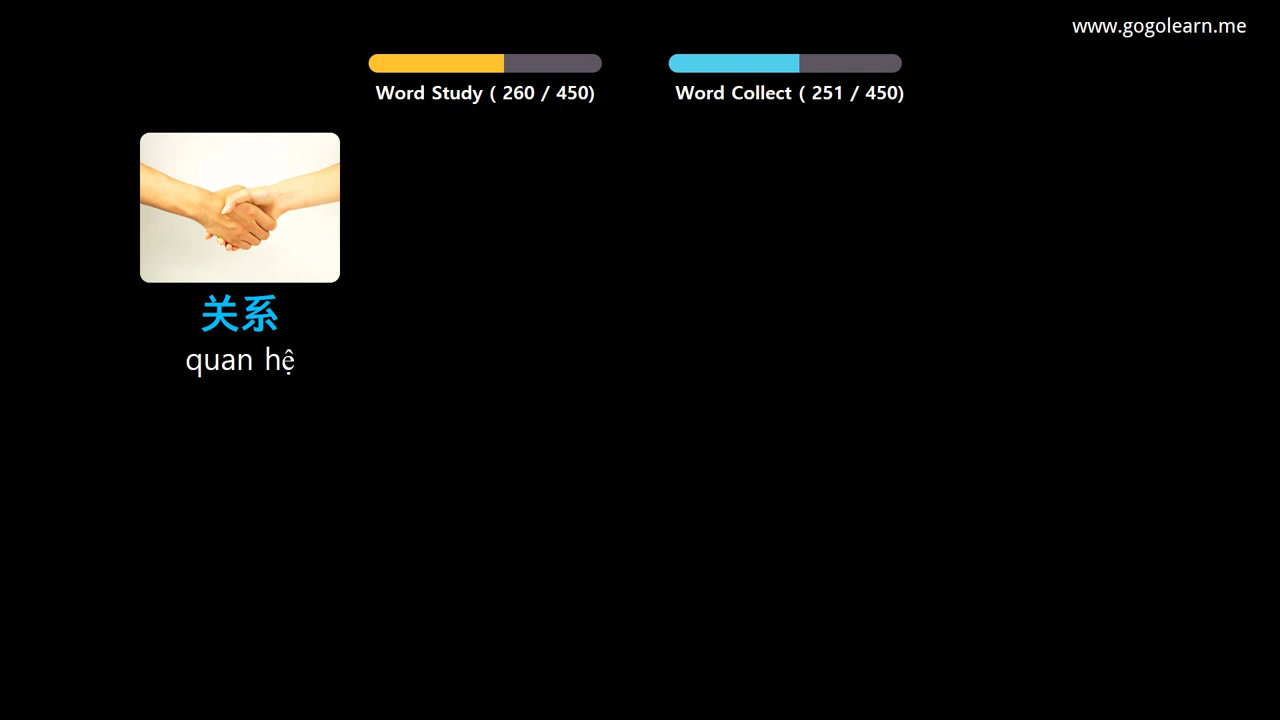 www.gogolearn.me
Word Study ( 260 / 450)
Word Collect ( 251 / 450)
关系
quan hệ